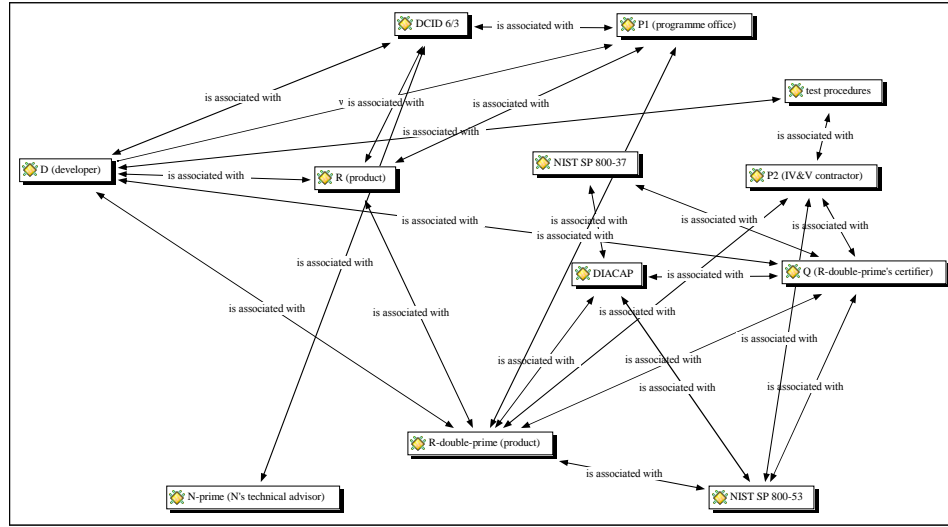 DCID 6/3
is associated with
P1 (programme office)
test procedures
is associated with
is associated with
is associated with
is associated with
is associated with
D (developer)
is associated with
R (product)
NIST SP 800-37
P2 (IV&V contractor)
is associated with
is associated with
is associated with
is associated with
is associated with
is associated with
DIACAP
is associated with
Q (R-double-prime's certifier)
is associated with
is associated with
is associated with
is associated with
is associated with
is associated with
is associated with
is associated with
R-double-prime (product)
is associated with
N-prime (N's technical advisor)
NIST SP 800-53